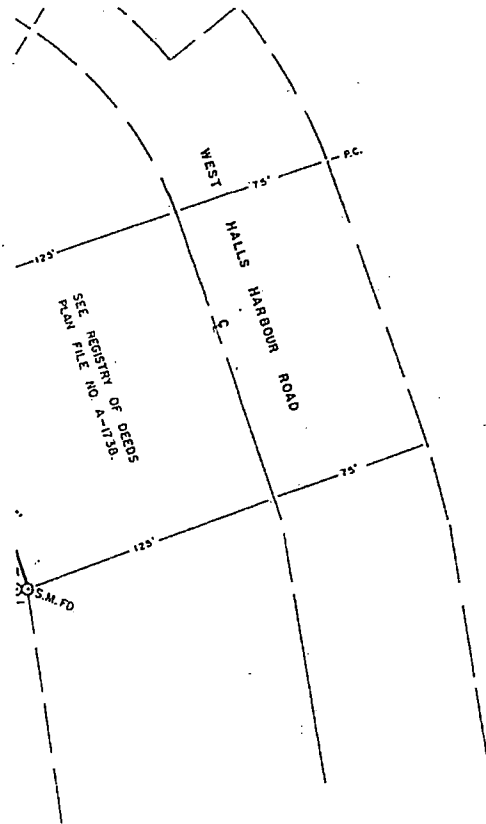 P.C.
75'
WEST HALLS HARBOUR ROAD
125'
℄
SEE REGISTRY OF DEEDS
PLAN FILE NO. A-1738.
75'
125'
S.M. FD